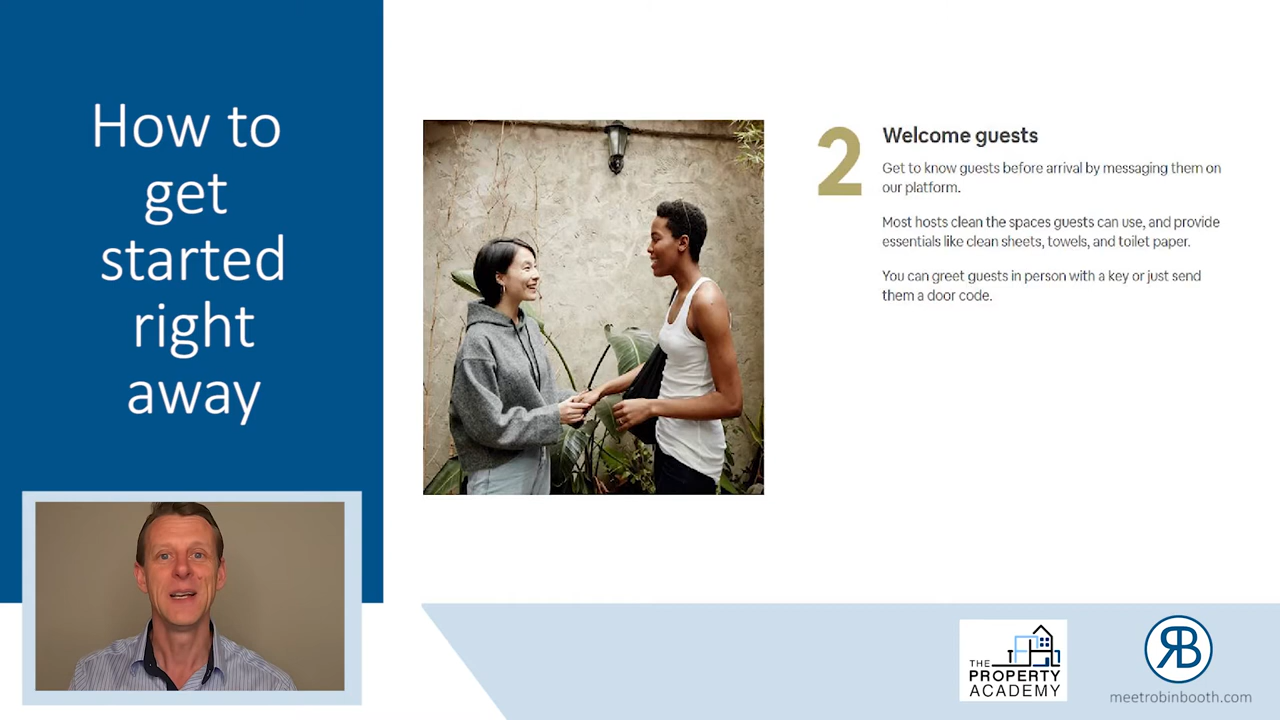 How to
get
started
right
away
2
Welcome guests
Get to know guests before arrival by messaging them on
our platform.
Most hosts clean the spaces guests can use, and provide
essentials like clean sheets, towels, and toilet paper.
You can greet guests in person with a key or just send
them a door code.
THE
PROPERTY
ACADEMY
RB
meetrobinbooth.com